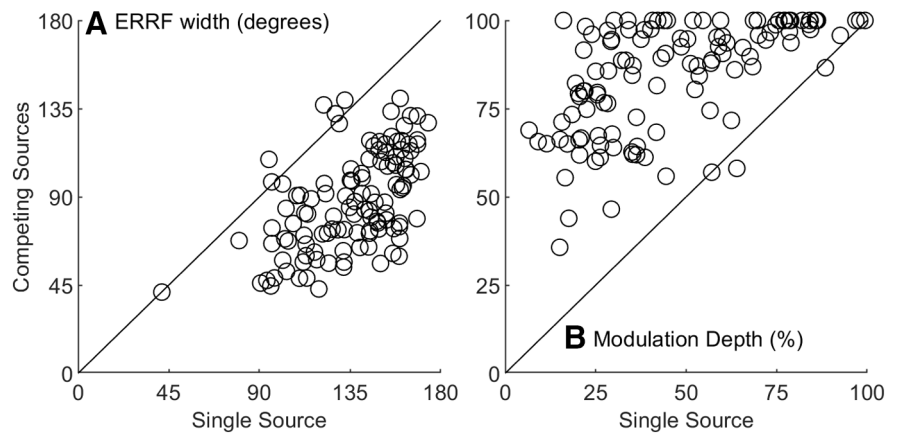 A ERRF width (degrees)
180
135
90
45
0
0 45 90 135 180
Competing Sources
Single Source
100
75
50
25
0
0 25 50 75 100
B Modulation Depth (%)
Single Source